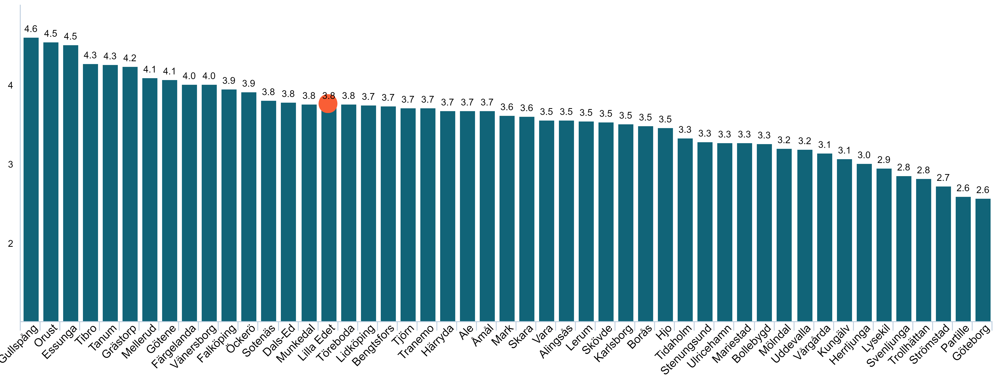 4.6 4.5 4.5 4.3 4.3 4.2 4.1 4.1 4.0 4.0 3.9 3.9 3.8 3.8 3.8 3.8 3.8 3.7 3.7 3.7 3.7 3.7 3.7 3.7 3.6 3.6 3.5 3.5 3.5 3.5 3.5 3.5 3.5 3.3 3.3 3.3 3.3 3.3 3.2 3.2 3.1 3.1 3.0 2.9 2.8 2.8 2.7 2.6 2.6
4
3
2
Gullspång
Orust
Essunga
Tibro
Tanum
Grästorp
Mellerud
Götene
Färgelanda
Vänersborg
Falköping
Öckerö
Sotenäs
Dals-Ed
Munkedal
Lilla Edet
Töreboda
Lidköping
Bengtsfors
Tjörn
Tranemo
Härryda
Ale
Åmål
Mark
Skara
Vara
Alingsås
Lerum
Skövde
Karlsborg
Borås
Hjo
Tidaholm
Stenungsund
Ulricehamn
Mariestad
Bollebygd
Mölndal
Uddevalla
Vårgårda
Kungälv
Herrljunga
Lysekil
Svenljunga
Trollhättan
Strömstad
Partille
Göteborg